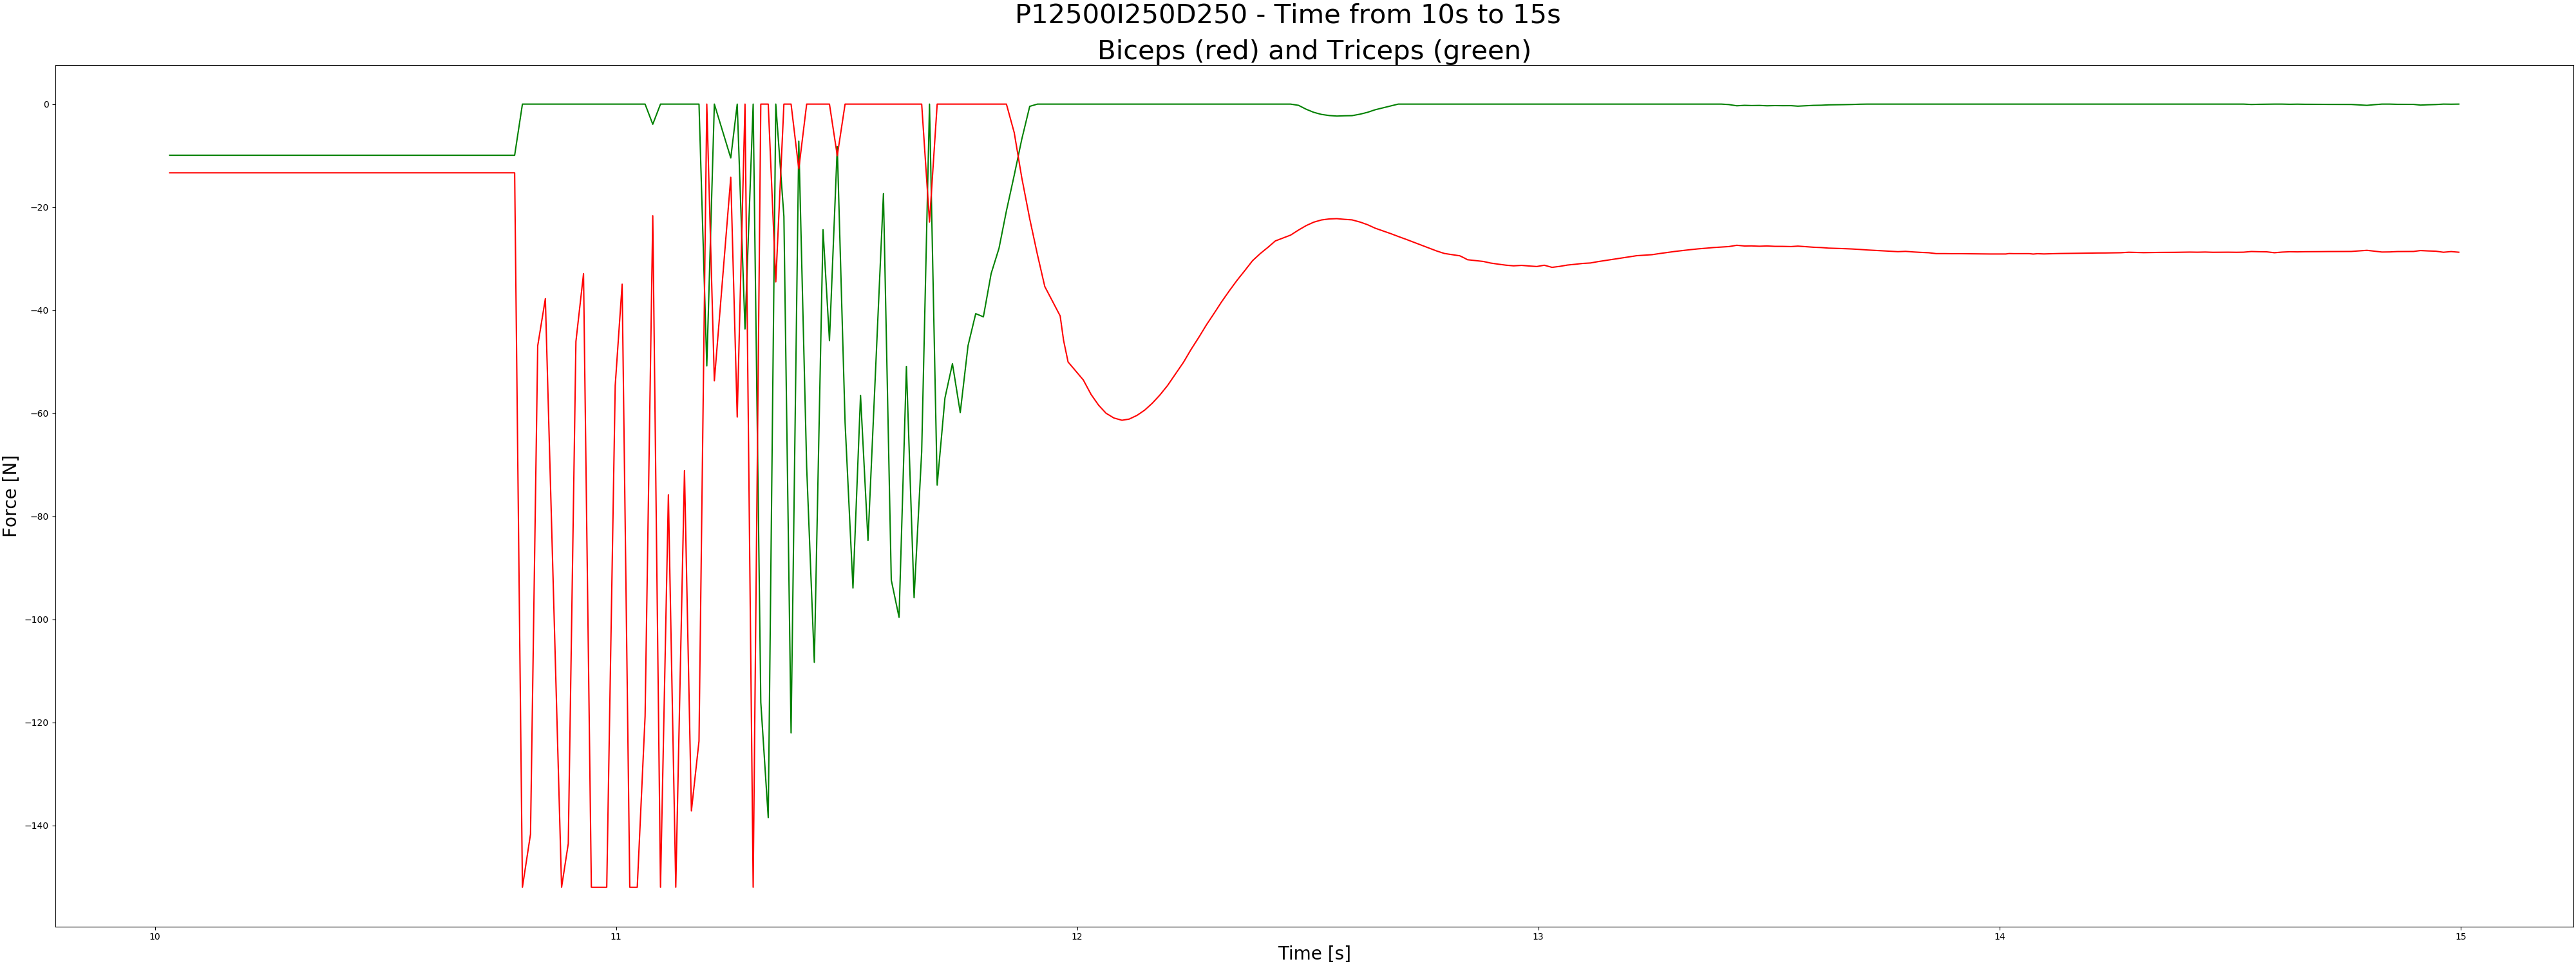 P12500I250D250 - Time from 10s to 15s
Biceps (red) and Triceps (green)
Force [N]
0
−20
−40
−60
−80
−100
−120
−140
10 11 12 13 14 15
Time [s]